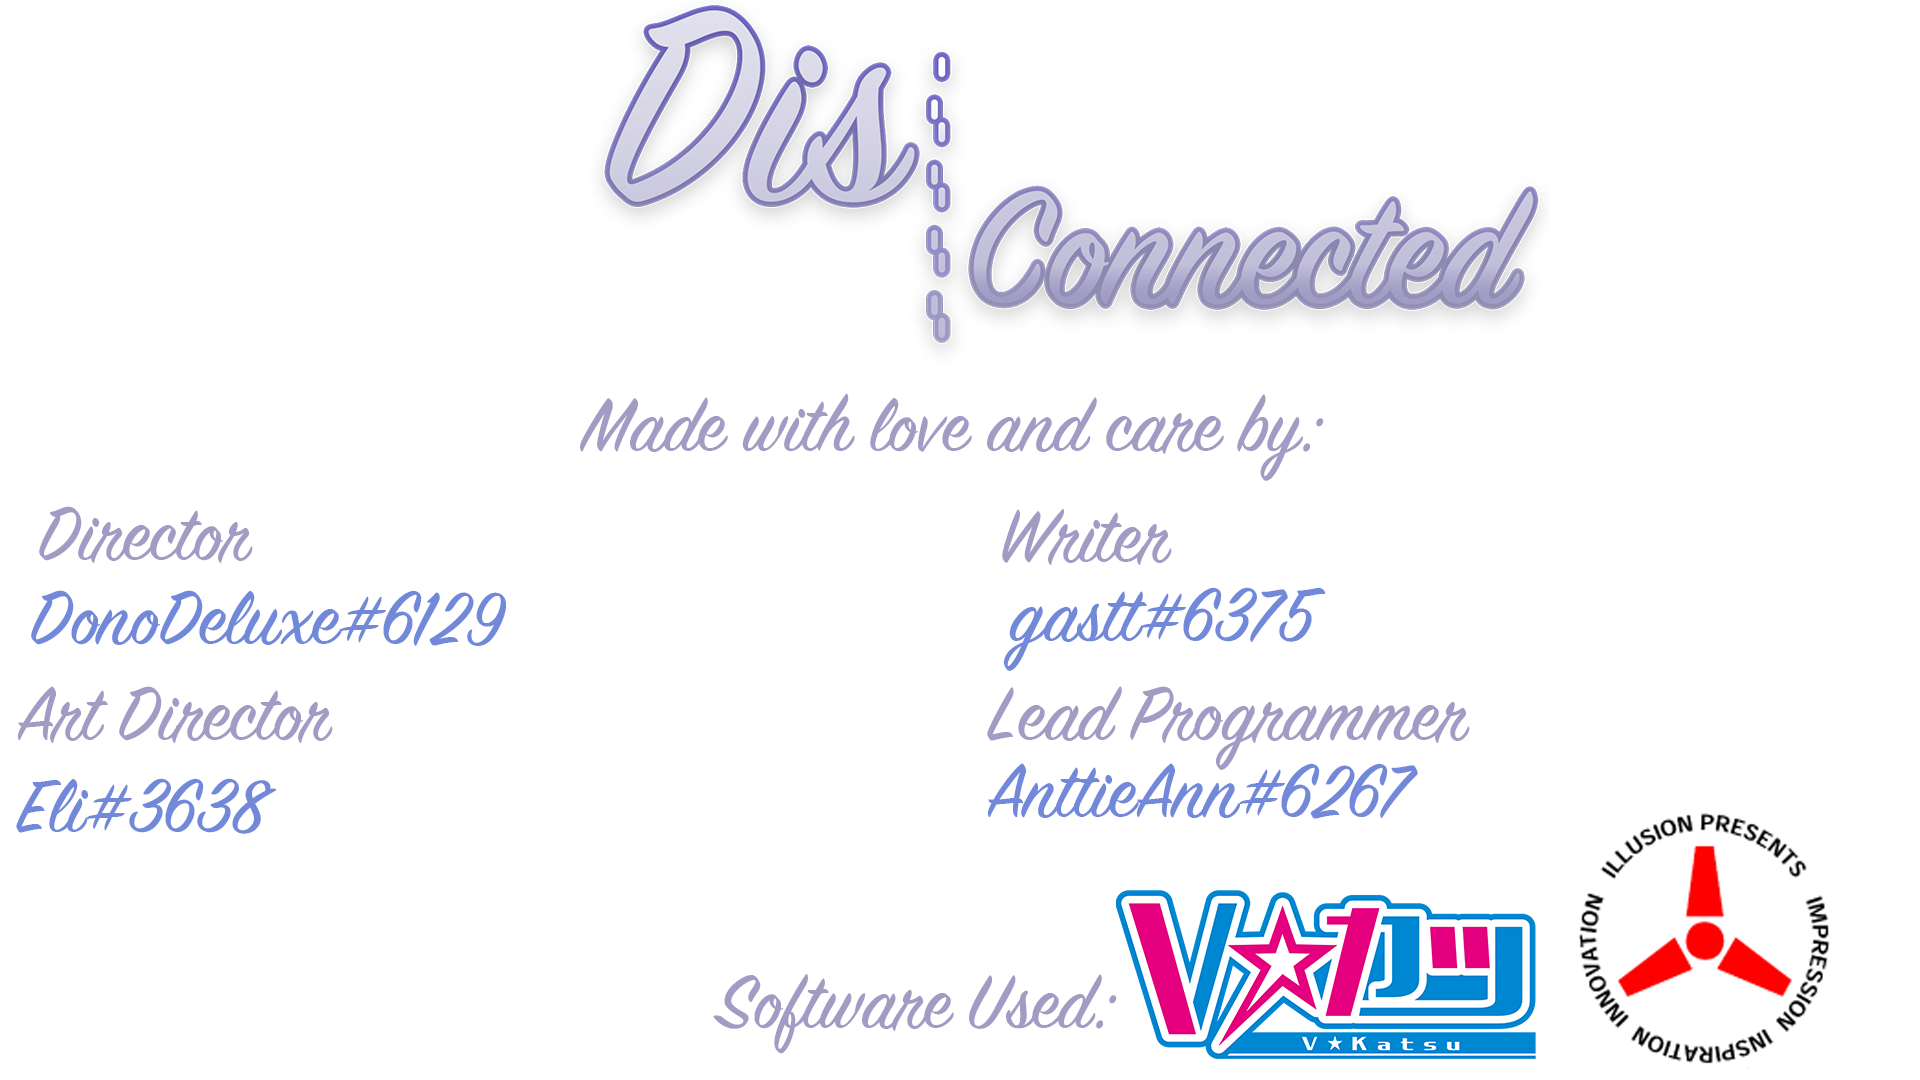 Dis
Connected
Made with love and care by:
Director
DonoDeluxe#6129
Writer
gastt#6375
Art Director
Eli#3638
Lead Programmer
AnttieAnn#6267
Software Used:
V★カツ
V★Katsu
ILLUSION PRESENTS
IMPRESSION INSPIRATION INNOVATION